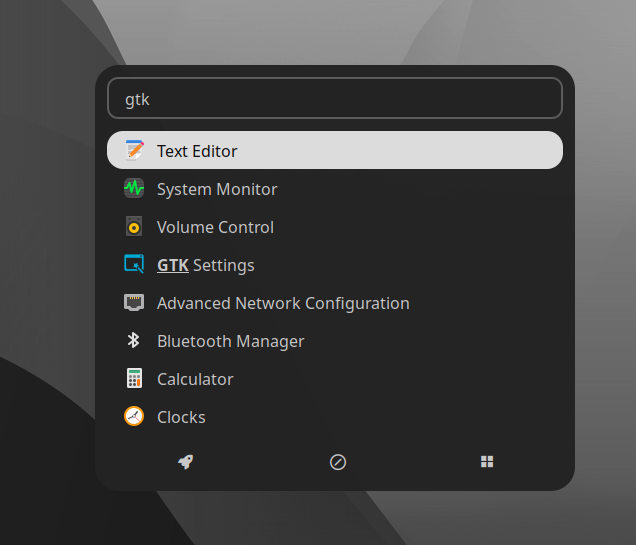 gtk
Text Editor
System Monitor
Volume Control
GTK Settings
Advanced Network Configuration
Bluetooth Manager
Calculator
Clocks